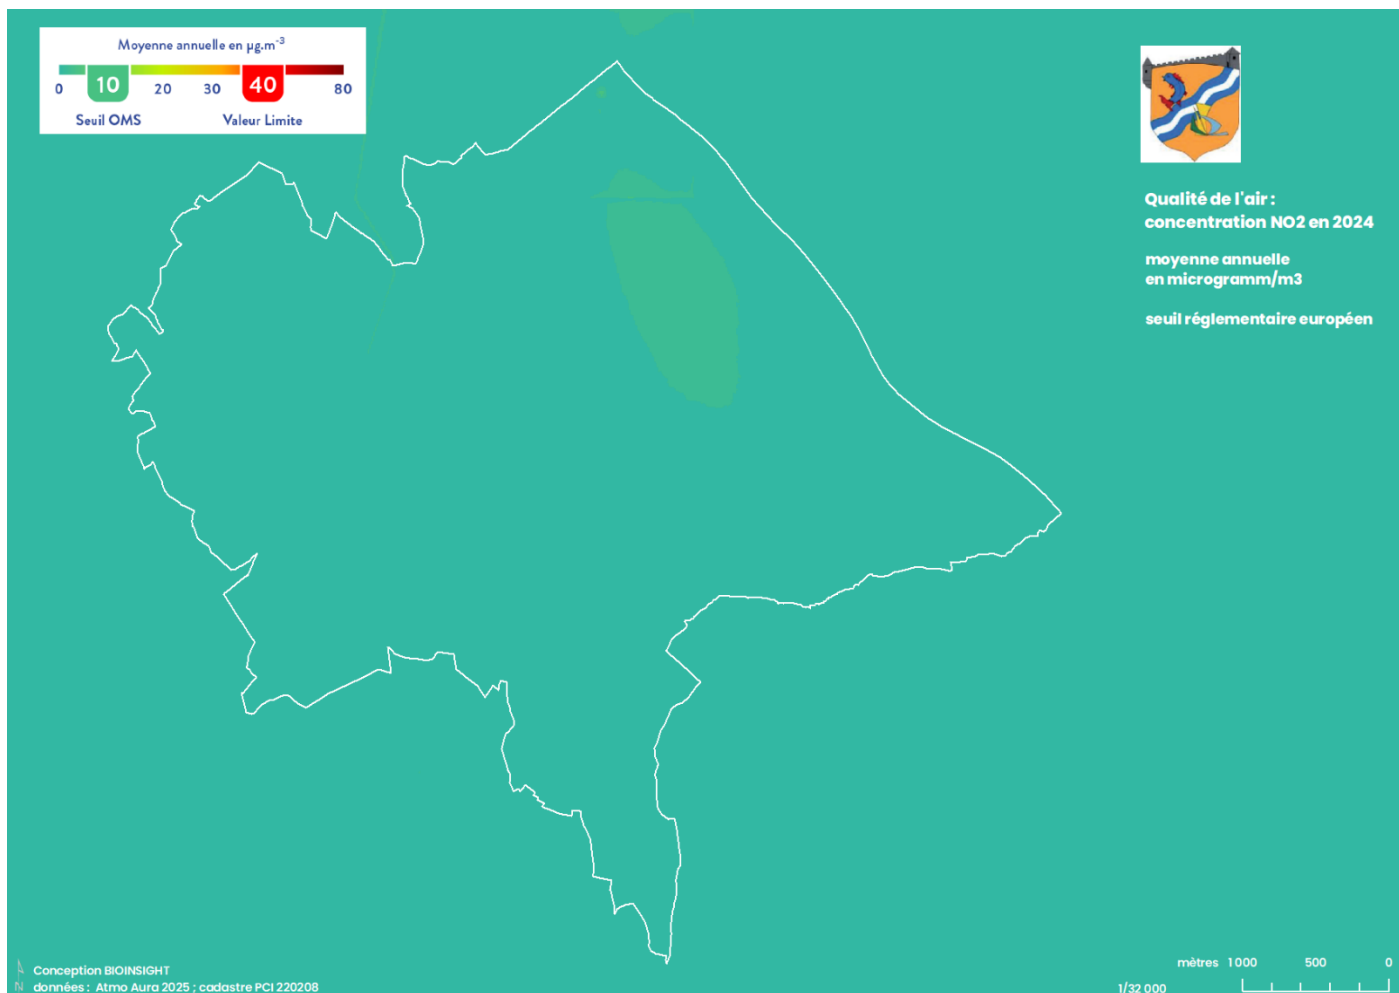 Moyenne annuelle en µg.m-3
0 10 20 30 40 80
Seuil OMS Valeur Limite
Qualité de l'air :
concentration NO2 en 2024
moyenne annuelle
en microgramm/m3
seuil réglementaire européen
Conception BIOINSIGHT
N données : Atmo Aura 2025 ; cadastre PCI 220208
mètres 1 000 500 0
1/32 000